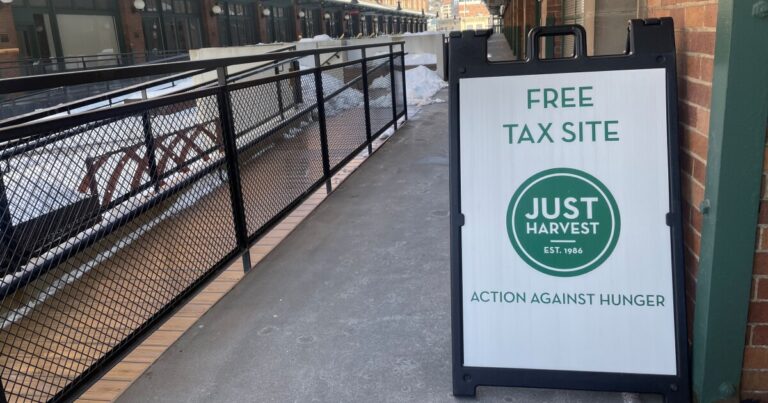 FREE
TAX SITE
JUST
HARVEST
EST. 1986
ACTION AGAINST HUNGER